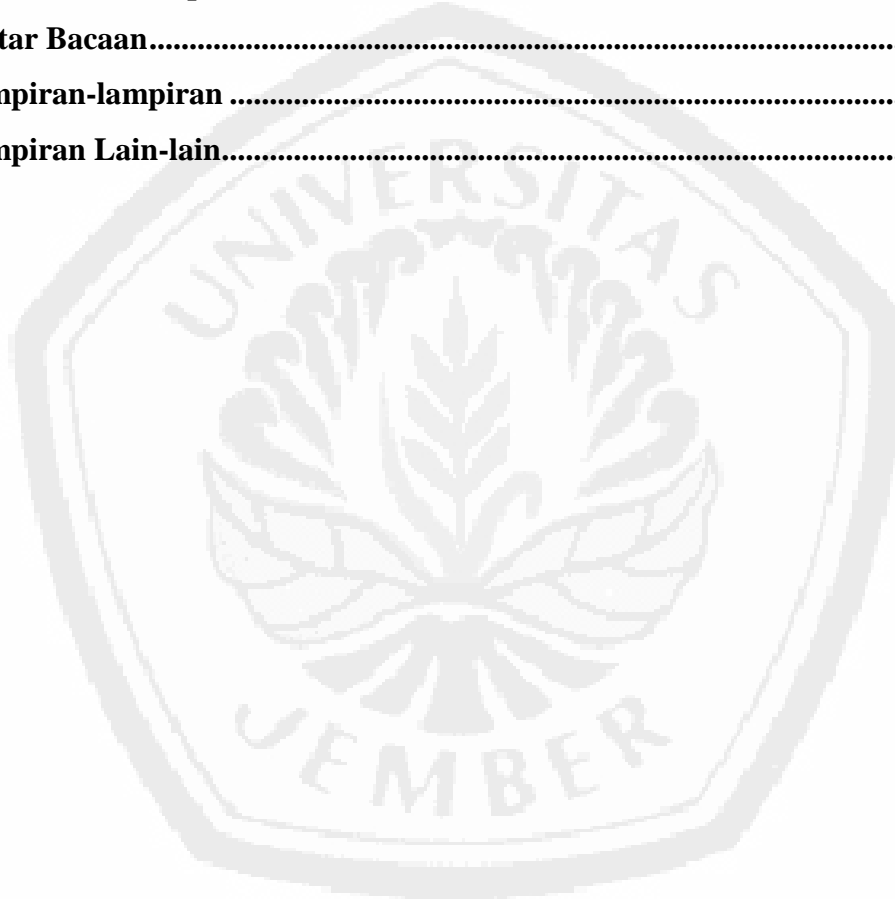 tar Bacaan..........................................................................................
mpiran-lampiran ................................................................................
mpiran Lain-lain.................................................................................
UNIVERSITAS
JEMBER